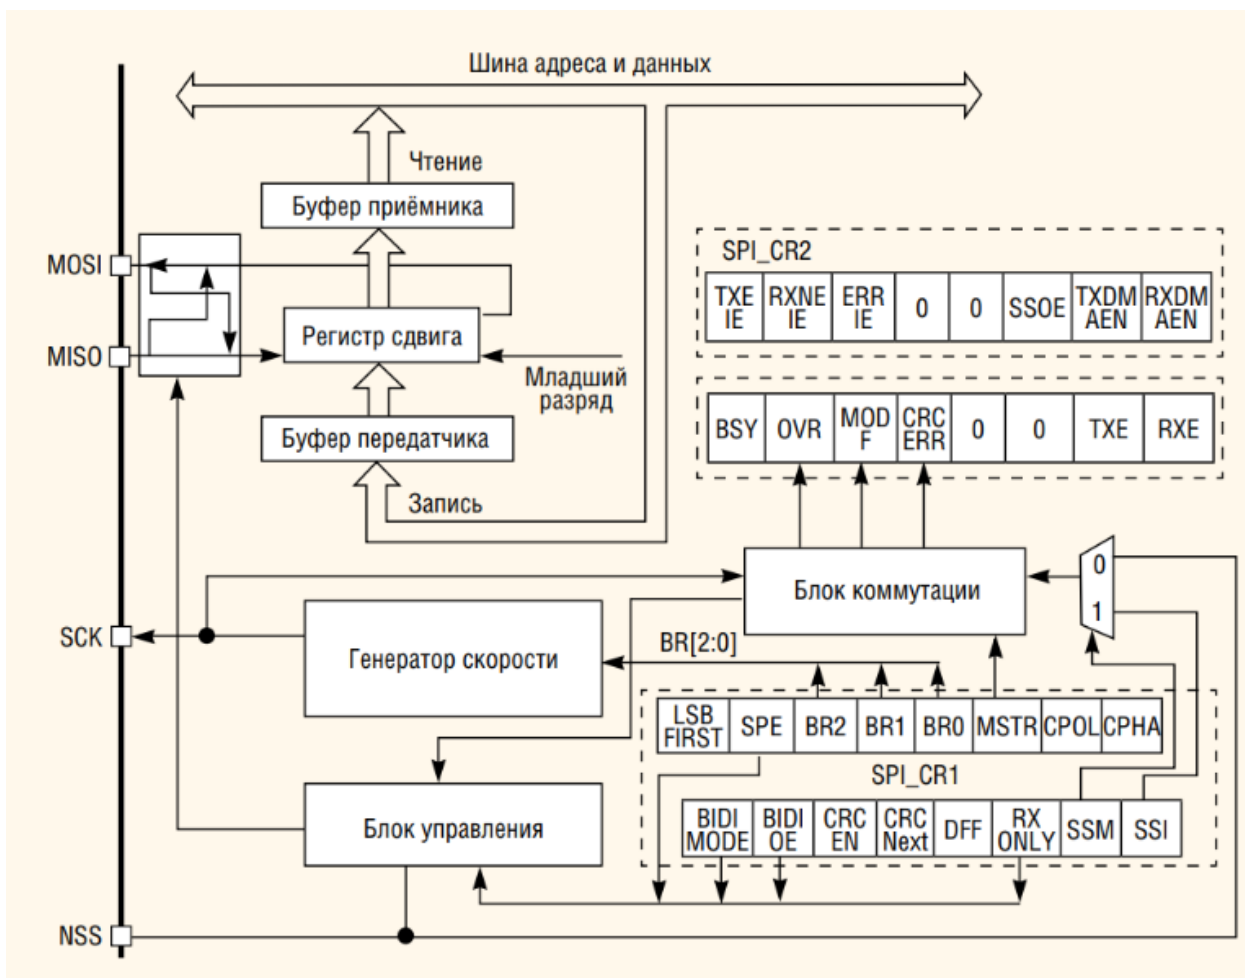 Шина адреса и данных
Чтение
Буфер приёмника
MOSI
SPI_CR2
TXE
IE
RXNE
IE
ERR
IE
0
0
SSOE
TXDM
AEN
RXDM
AEN
Регистр сдвига
MISO
Младший
разряд
BSY
OVR
MOD
F
CRC
ERR
0
0
TXE
RXE
Буфер передатчика
Запись
Блок коммутации
0
1
SCK
BR[2:0]
Генератор скорости
LSB
FIRST
SPE
BR2
BR1
BR0
MSTR
CPOL
CPHA
SPI_CR1
Блок управления
BIDI
MODE
BIDI
OE
CRC
EN
CRC
Next
DFF
RX
ONLY
SSM
SSI
NSS